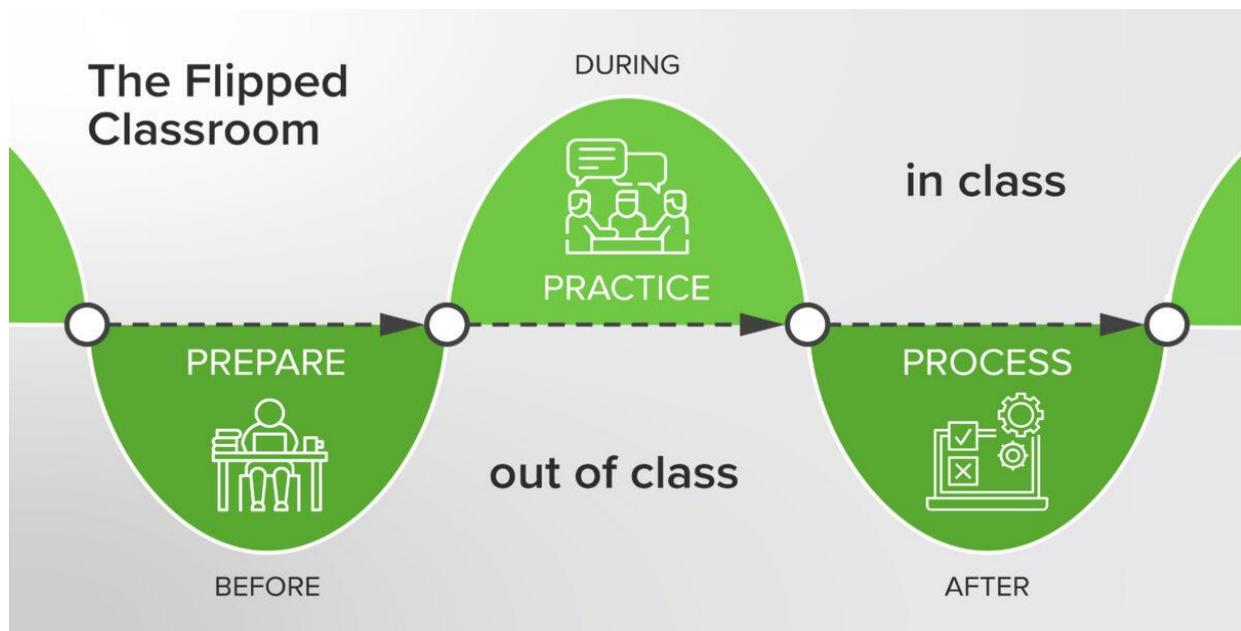 The Flipped
Classroom
DURING
in class
PRACTICE
PREPARE
PROCESS
out of class
BEFORE
AFTER